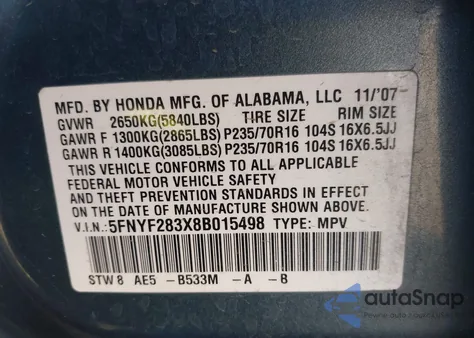 MFD. BY HONDA MFG. OF ALABAMA, LLC 11/'07
GVWR 2650KG(5840LBS) TIRE SIZE RIM SIZE
GAWR F 1300KG(2865LBS) P235/70R16 104S 16X6.5JJ
GAWR R 1400KG(3085LBS) P235/70R16 104S 16X6.5JJ
THIS VEHICLE CONFORMS TO ALL APPLICABLE
FEDERAL MOTOR VEHICLE SAFETY
AND THEFT PREVENTION STANDARDS IN EFFECT
ON THE DATE OF MANUFACTURE SHOWN ABOVE.
V.I.N.: 5FNYF283X8B015498 TYPE: MPV
STW8 AE5 -B533M -A -B
autoSnap